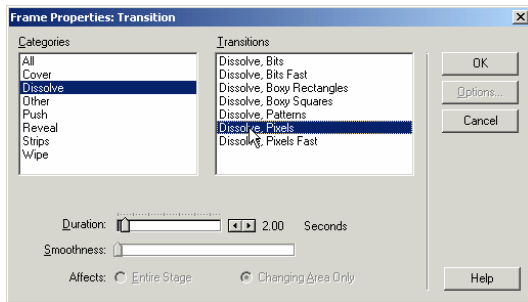 Frame Properties: Transition
Categories
Transitions
All
Cover
Dissolve
Other
Push
Reveal
Strips
Wipe
Dissolve, Bits
Dissolve, Bits Fast
Dissolve, Boxy Rectangles
Dissolve, Boxy Squares
Dissolve, Patterns
Dissolve, Pixels
Dissolve, Pixels Fast
OK
Options...
Cancel
Duration: 2.00 Seconds
Smoothness:
Affects: Entire Stage Changing Area Only
Help